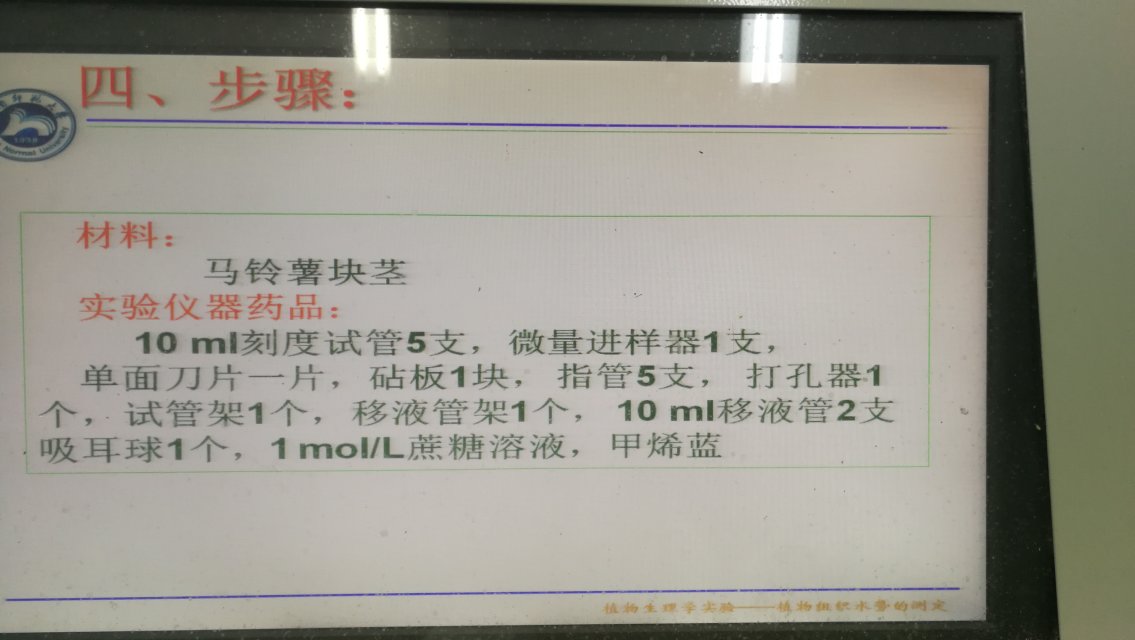 四、步骤：
材料：
马铃薯块茎
实验仪器药品：
10 ml刻度试管5支，微量进样器1支，
单面刀片一片，砧板1块，指管5支，打孔器1
个，试管架1个，移液管架1个，10 ml移液管2支
吸耳球1个，1 mol/L蔗糖溶液，甲烯蓝
植物生理学实验——植物组织水势的测定